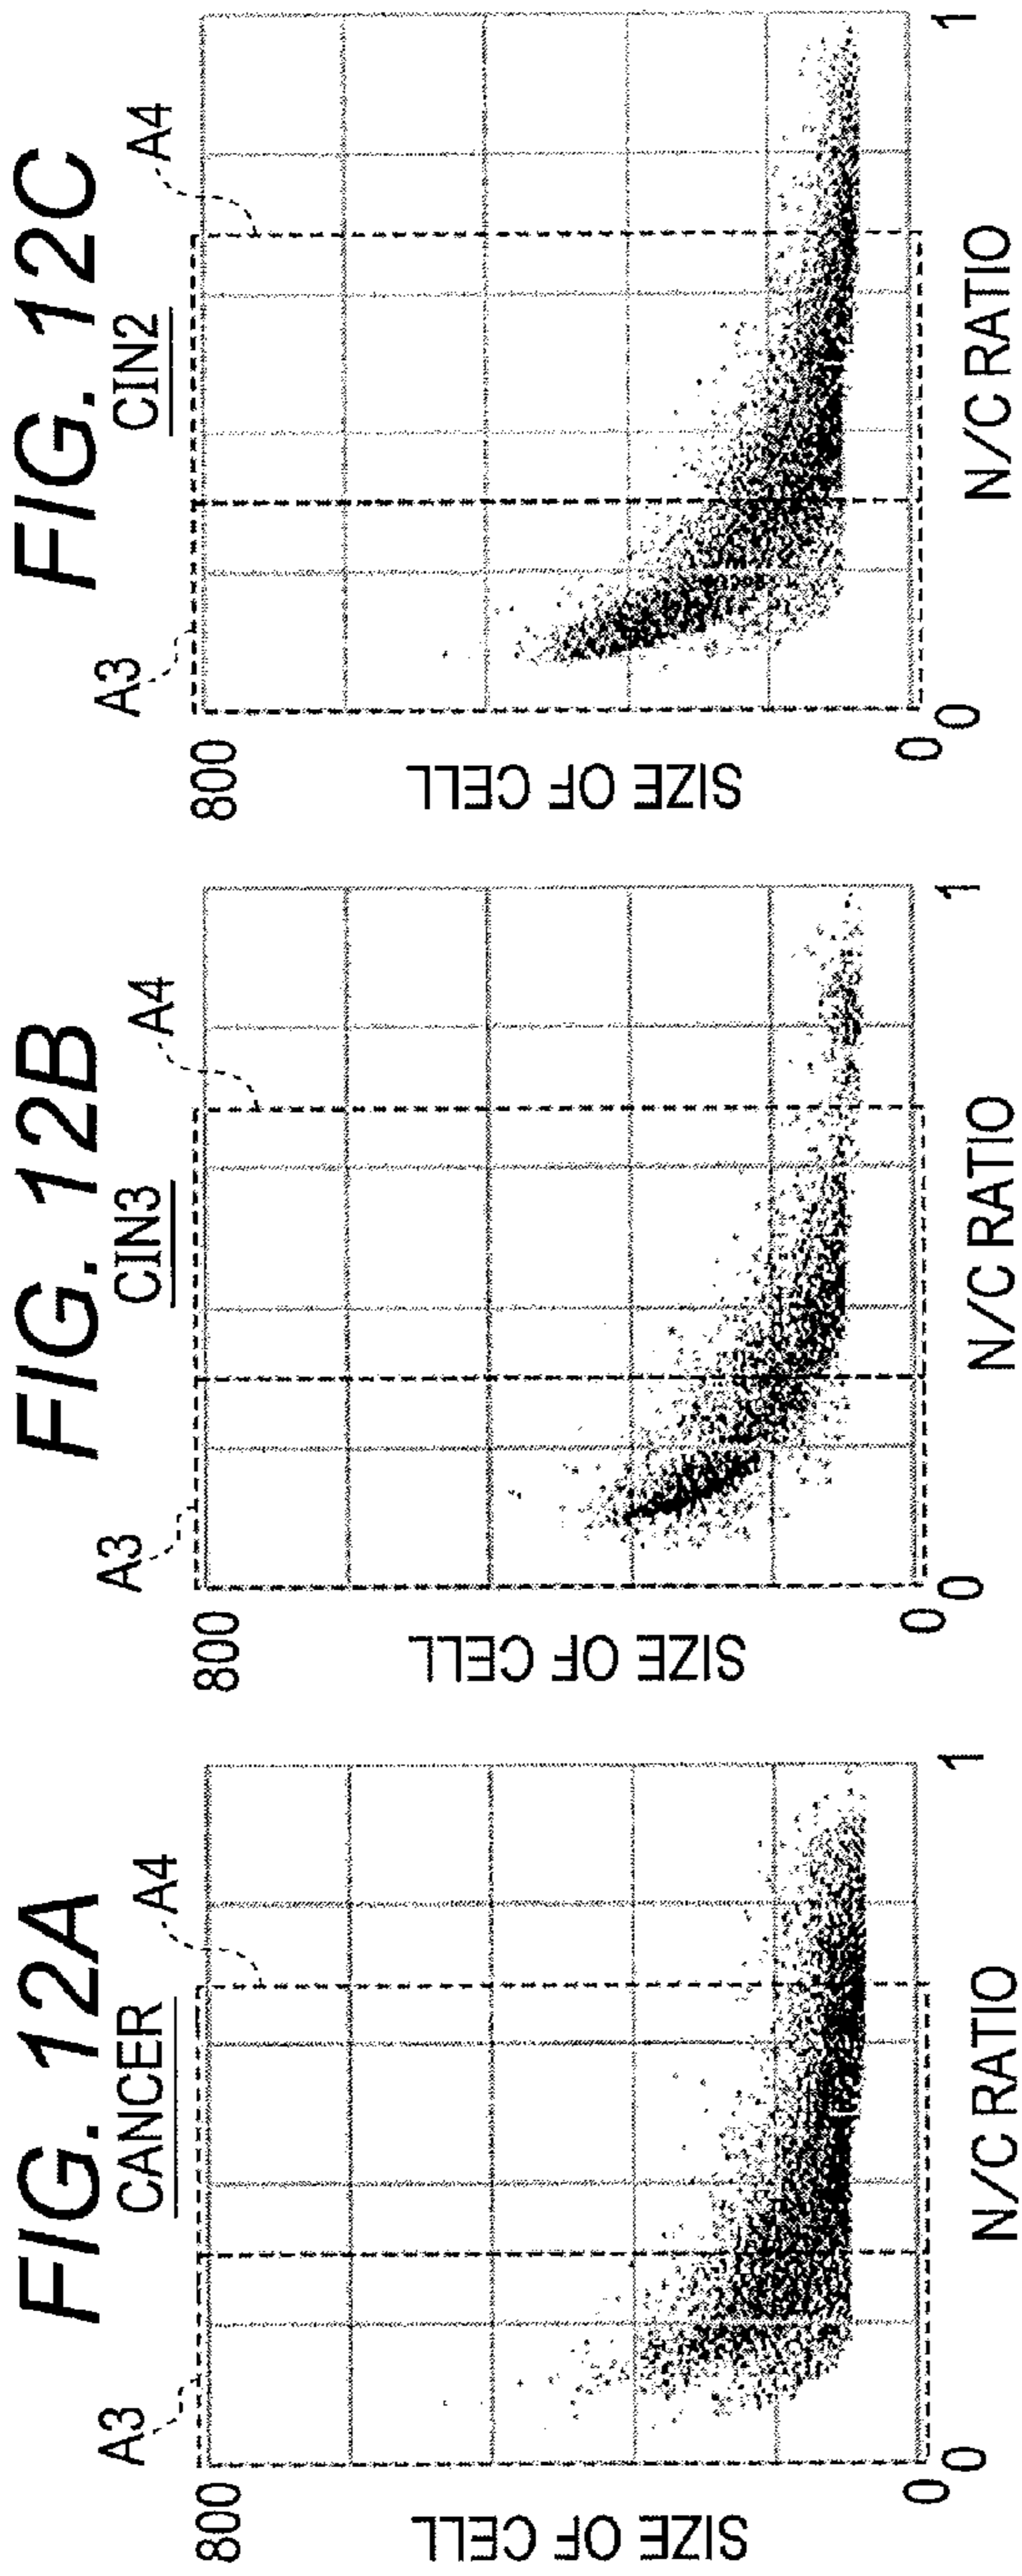 FIG. 12A
CANCER
A3
A4
800
SIZE OF CELL
0
0
1
N/C RATIO
FIG. 12B
CIN3
A3
A4
800
SIZE OF CELL
0
0
1
N/C RATIO
FIG. 12C
CIN2
A3
A4
800
SIZE OF CELL
0
0
1
N/C RATIO